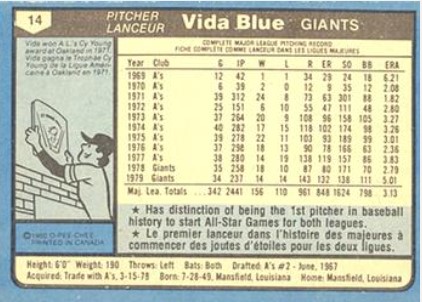 14
PITCHER
LANCEUR
Vida Blue GIANTS
Vida won A.L.'s Cy Young
award at Oakland in 1971.
Vida gagna le Trophée Cy
Young de la Ligue Améri-
caine à Oakland en 1971.
©1980 O-PEE-CHEE
PRINTED IN CANADA
COMPLETE MAJOR LEAGUE PITCHING RECORD
FICHE COMPLÈTE COMME LANCEUR DANS LES LIGUES MAJEURES
Year Club G IP W L R ER SO BB ERA
1969 A's 12 42 1 1 34 29 24 18 6.21
1970 A's 6 39 2 0 12 9 35 12 2.08
1971 A's 39 312 24 8 73 63 301 88 1.82
1972 A's 25 151 6 10 55 47 111 48 2.80
1973 A's 37 264 20 9 108 96 158 105 3.27
1974 A's 40 282 17 15 118 102 174 98 3.26
1975 A's 39 278 22 11 103 93 189 99 3.01
1976 A's 37 298 18 13 90 78 166 63 2.36
1977 A's 38 280 14 19 138 119 157 86 3.83
1978 Giants 35 258 18 10 87 80 171 70 2.79
1979 Giants 34 237 14 14 143 132 138 111 5.01
Maj. Lea. Totals ... 342 2441 156 110 961 848 1624 798 3.13
★ Has distinction of being the 1st pitcher in baseball
history to start All-Star Games for both leagues.
★ Le premier lanceur dans l'histoire des majeures à
commencer des joutes d'étoiles pour les deux ligues.
Height: 6'0" Weight: 190 Throws: Left Bats: Both Drafted: A's #2 - June, 1967
Acquired: Trade with A's, 3-15-78 Born: 7-28-49, Mansfield, Louisiana Home: Mansfield, Louisiana